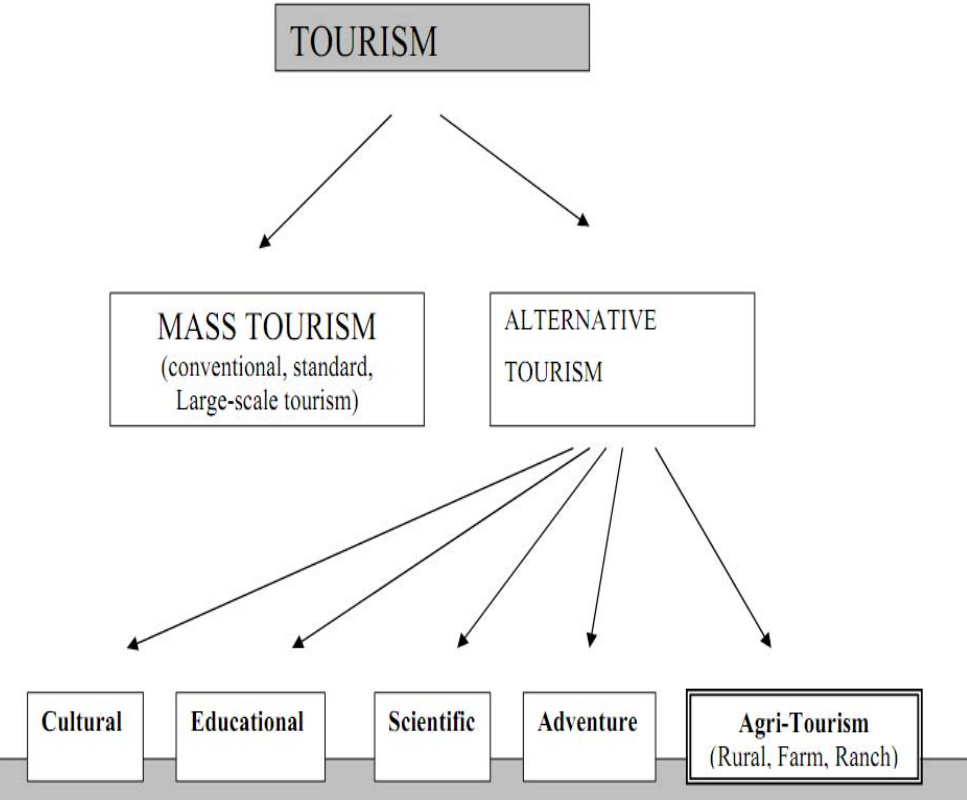 TOURISM
MASS TOURISM
(conventional, standard,
Large-scale tourism)
ALTERNATIVE
TOURISM
Cultural
Educational
Scientific
Adventure
Agri-Tourism
(Rural, Farm, Ranch)